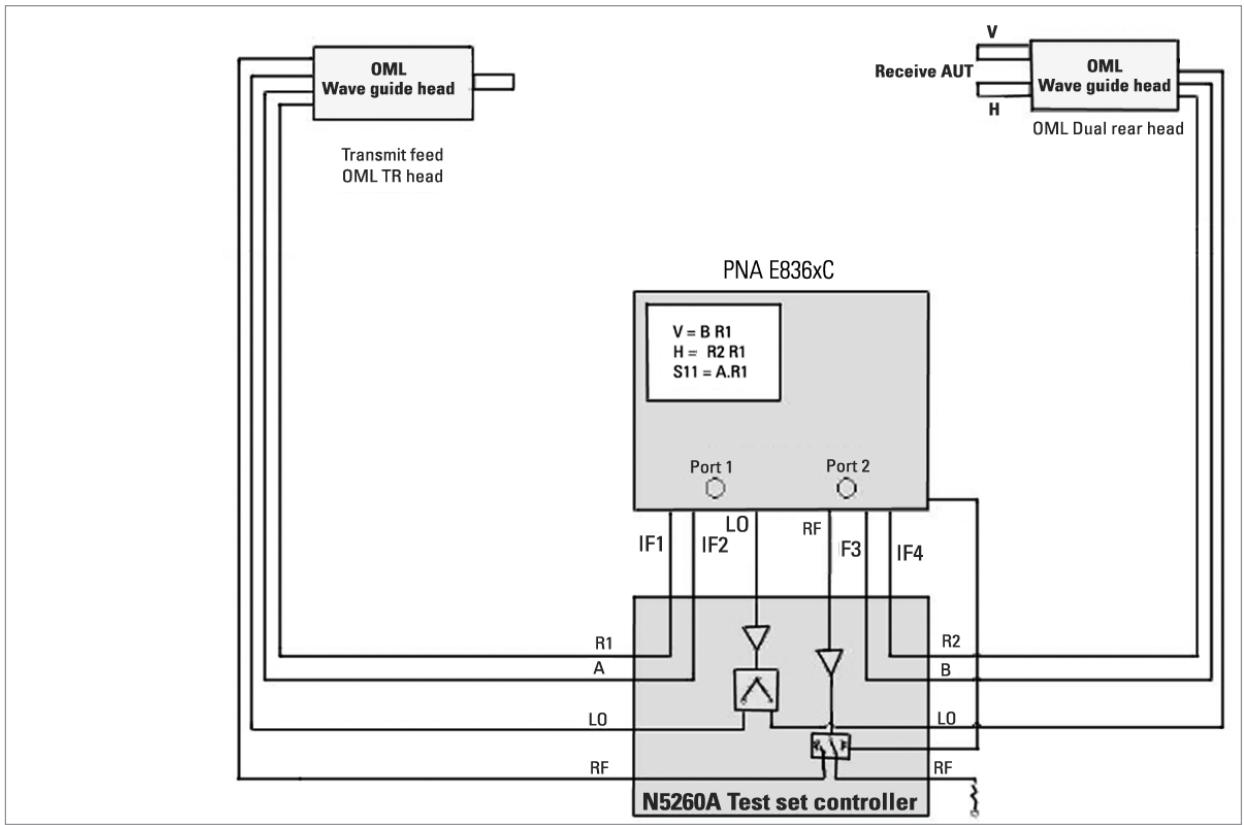 OML
Wave guide head
Transmit feed
OML TR head
V
Receive AUT
H
OML
Wave guide head
OML Dual rear head
PNA E836xC
V = B R1
H = R2 R1
S11 = A.R1
Port 1
Port 2
IF1
IF2
LO
RF
F3
IF4
R1
A
LO
RF
R2
B
LO
RF
N5260A Test set controller